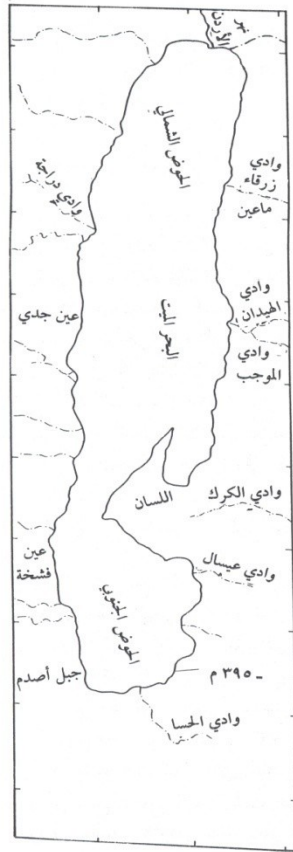 نهر
الأردن
الحوض الشمالي
وادي
زرقاء
ماعين
وادي دراجة
وادي
الهيدان
عين جدي
البحر الميت
وادي
الموجب
وادي الكرك
اللسان
عين
فشخة
وادي عيسال
الحوض الجنوبي
- ٣٩٥ م
جبل أصدم
وادي الحسا